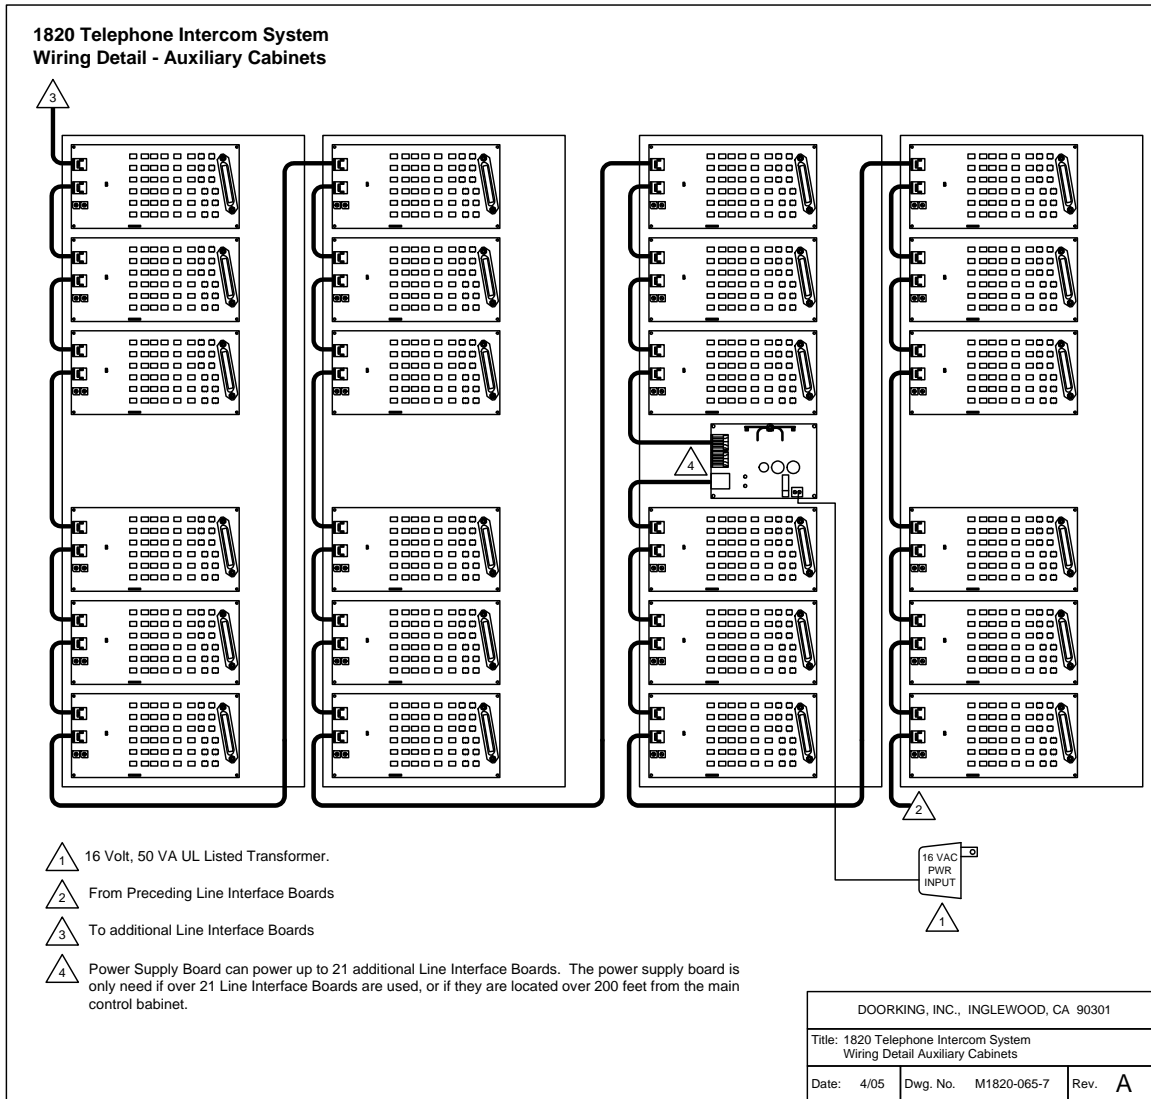 1820 Telephone Intercom System
Wiring Detail - Auxiliary Cabinets
3
4
2
16 VAC
PWR
INPUT
1
1 16 Volt, 50 VA UL Listed Transformer.
2 From Preceding Line Interface Boards
3 To additional Line Interface Boards
4 Power Supply Board can power up to 21 additional Line Interface Boards. The power supply board is
only need if over 21 Line Interface Boards are used, or if they are located over 200 feet from the main
control babinet.
DOORKING, INC., INGLEWOOD, CA 90301
Title: 1820 Telephone Intercom System
Wiring Detail Auxiliary Cabinets
Date: 4/05 Dwg. No. M1820-065-7 Rev. A